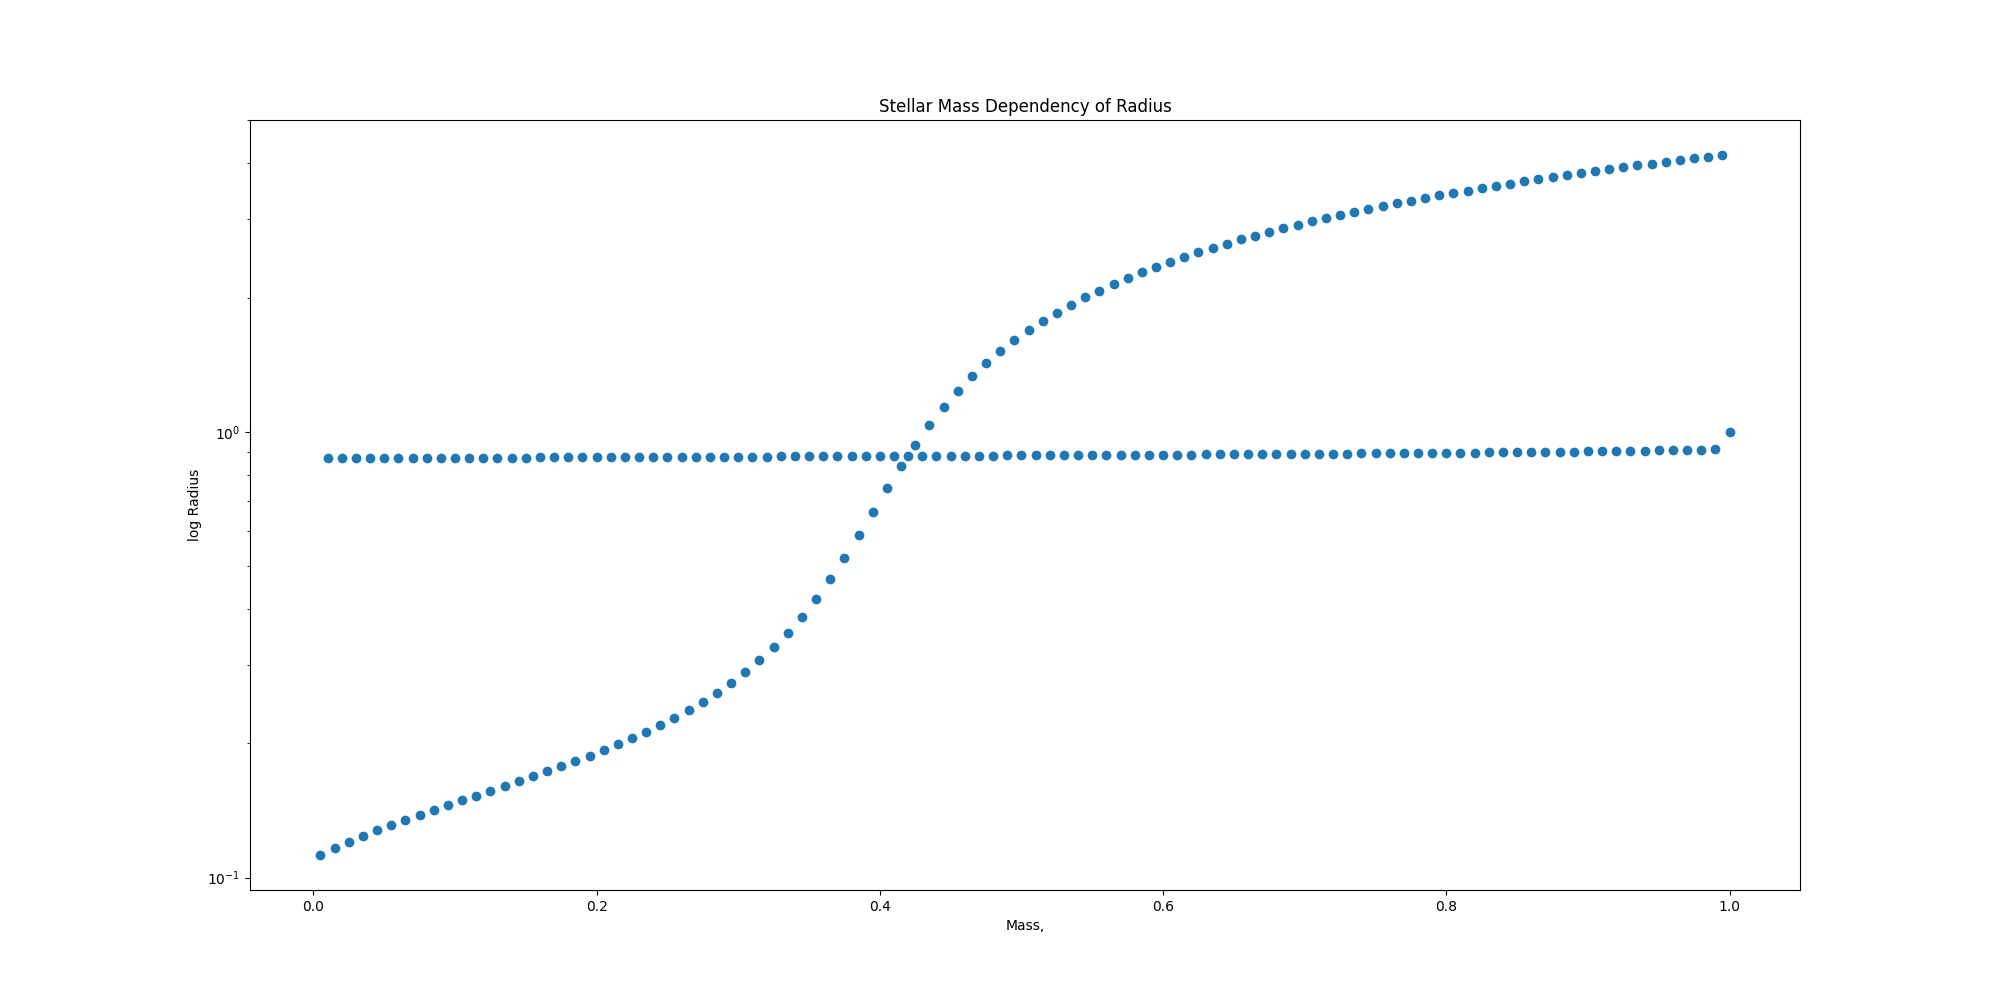 Stellar Mass Dependency of Radius
10⁰
log Radius
10⁻¹
0.0 0.2 0.4 0.6 0.8 1.0
Mass,